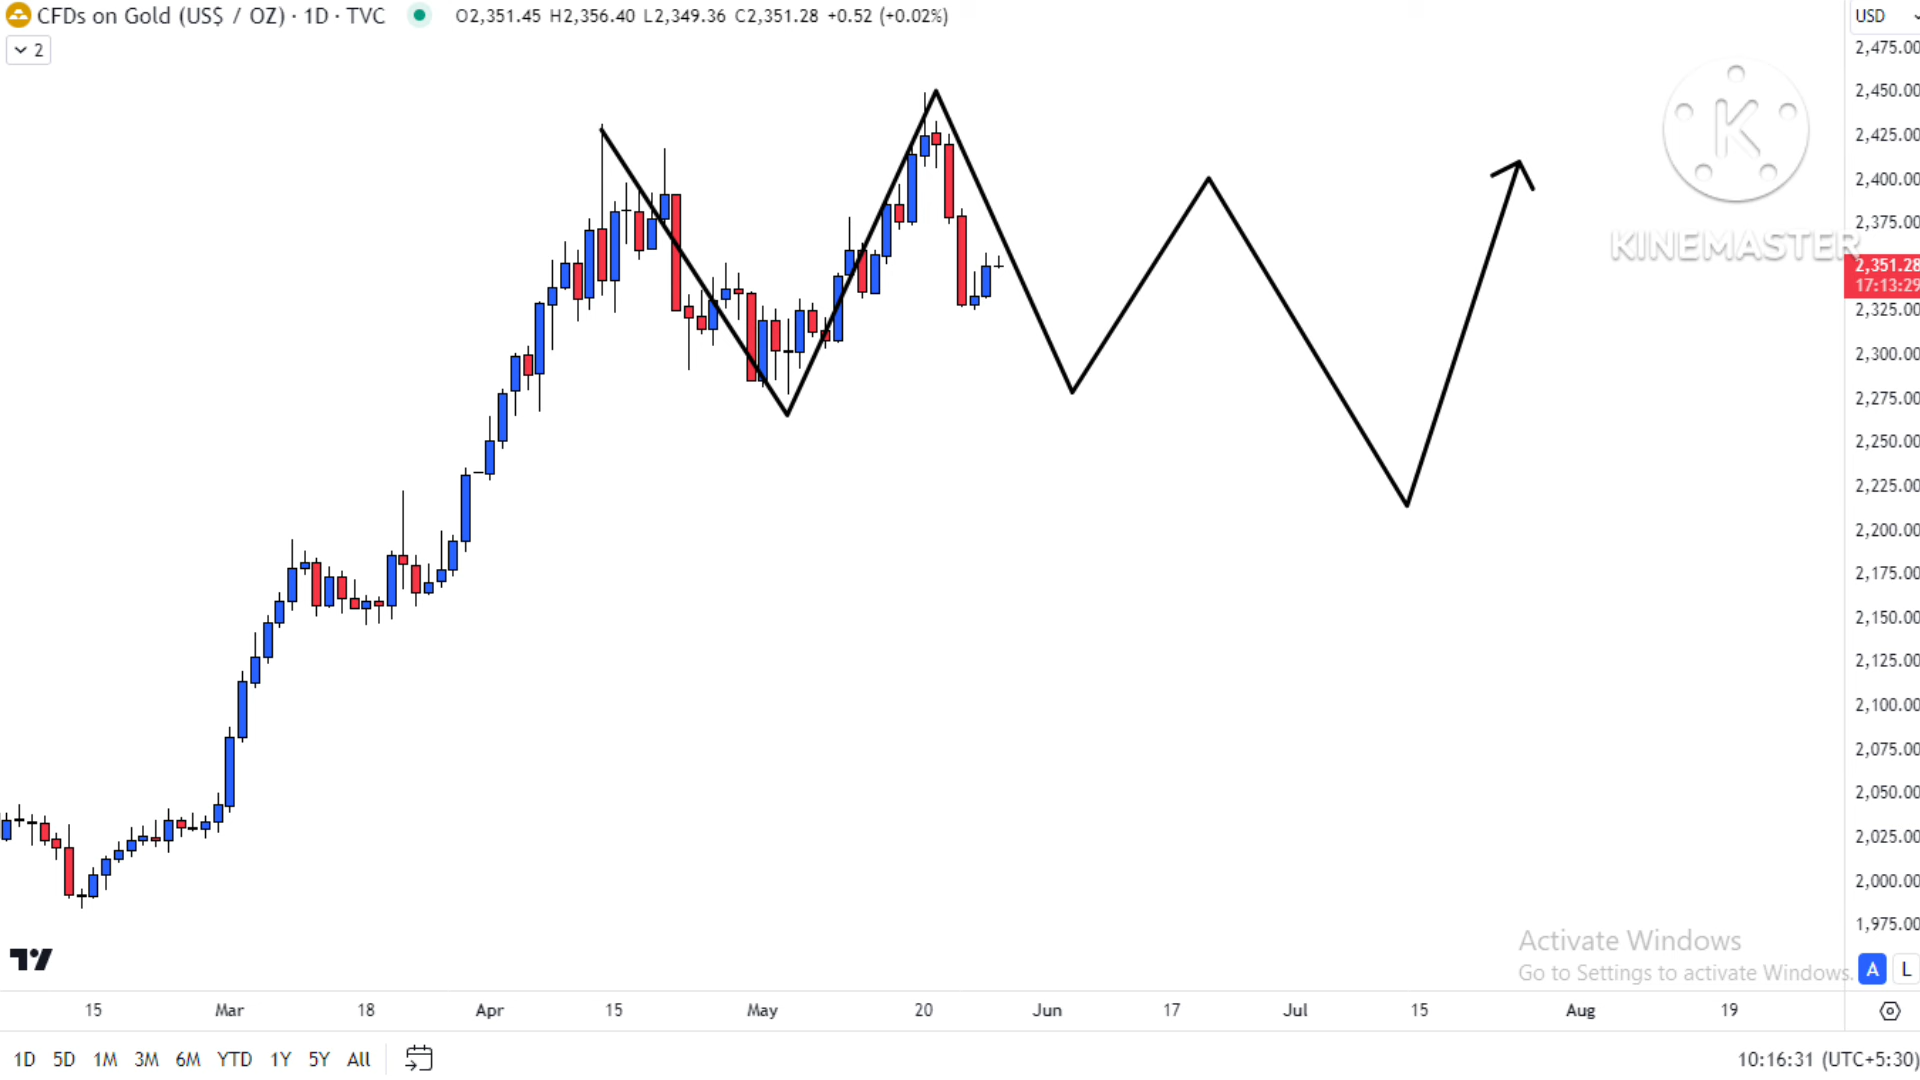 CFDs on Gold (US$ / OZ) · 1D · TVC O2,351.45 H2,356.40 L2,349.36 C2,351.28 +0.52 (+0.02%)
USD
2
2,475.00
2,450.00
2,425.00
2,400.00
2,375.00
2,351.28
17:13:29
2,325.00
2,300.00
2,275.00
2,250.00
2,225.00
2,200.00
2,175.00
2,150.00
2,125.00
2,100.00
2,075.00
2,050.00
2,025.00
2,000.00
1,975.00
K
KINEMASTER
Activate Windows
Go to Settings to activate Windows.
A L
15 Mar 18 Apr 15 May 20 Jun 17 Jul 15 Aug 19
1D 5D 1M 3M 6M YTD 1Y 5Y All
10:16:31 (UTC+5:30)